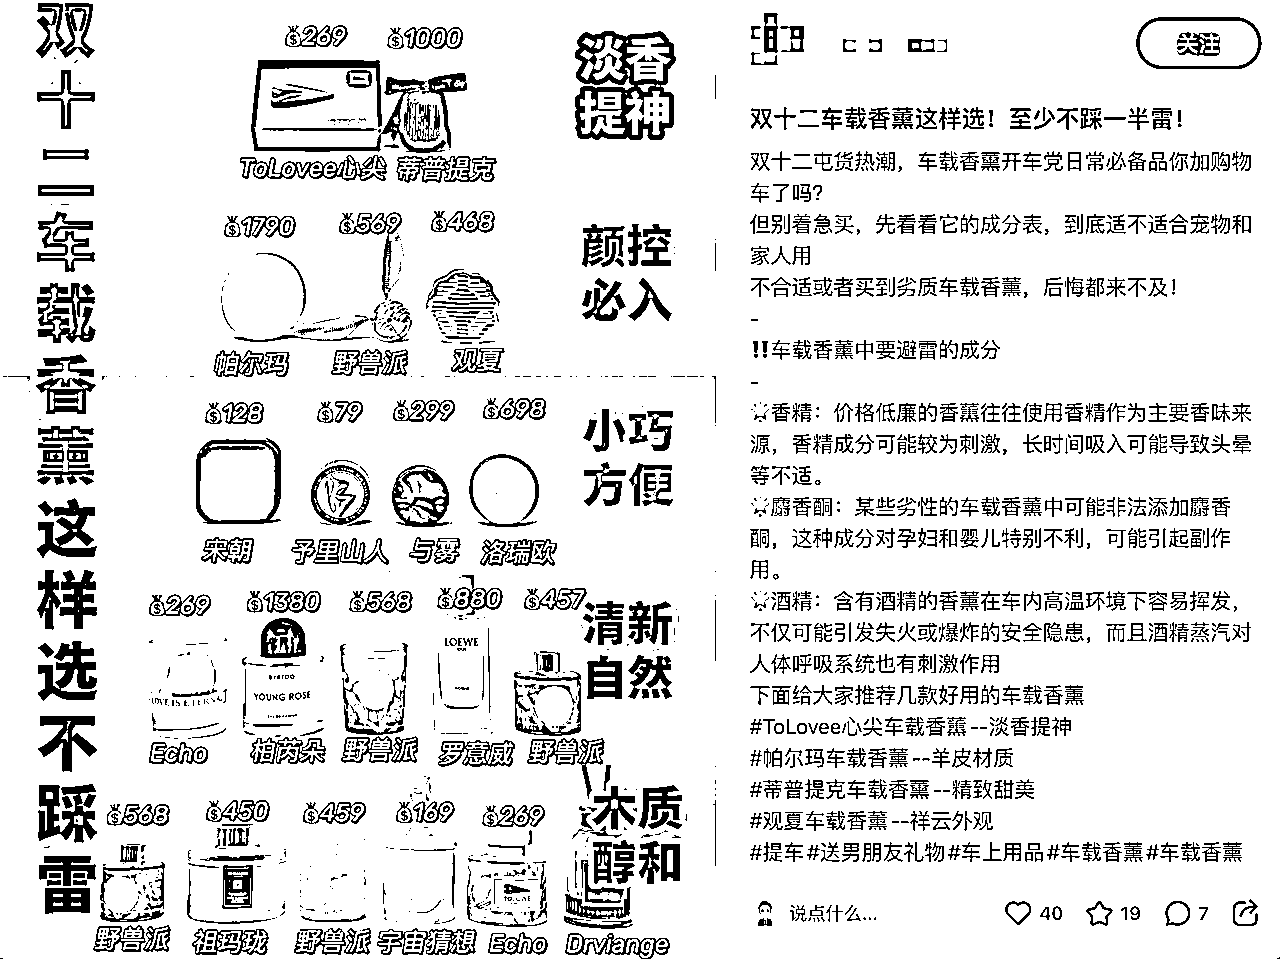 双十二车载香薰这样选不踩雷
269 1000
淡香
提神
ToLovee心尖 蒂普提克
1790 569 468
颜控
必入
帕尔玛 野兽派 观夏
128 79 299 698
小巧
方便
宋朝 予里山人 与雾 洛瑞欧
269 1380 568 880 457
清新
自然
LOEWE
BYREDO
YOUNG ROSE
Echo 柏芮朵 野兽派 罗意威 野兽派
568 450 459 169 269
木质
醇和
野兽派 祖玛珑 野兽派 宇宙猜想 Echo Drviange
关注
双十二车载香薰这样选！至少不踩一半雷！
双十二屯货热潮，车载香熏开车党日常必备品你加购物
车了吗?
但别着急买，先看看它的成分表，到底适不适合宠物和
家人用
不合适或者买到劣质车载香薰，后悔都来不及！
-
‼️车载香薰中要避雷的成分
-
香精：价格低廉的香薰往往使用香精作为主要香味来
源，香精成分可能较为刺激，长时间吸入可能导致头晕
等不适。
麝香酮：某些劣性的车载香薰中可能非法添加麝香
酮，这种成分对孕妇和婴儿特别不利，可能引起副作
用。
酒精：含有酒精的香薰在车内高温环境下容易挥发，
不仅可能引发失火或爆炸的安全隐患，而且酒精蒸汽对
人体呼吸系统也有刺激作用
下面给大家推荐几款好用的车载香薰
#ToLovee心尖车载香薰--淡香提神
#帕尔玛车载香薰--羊皮材质
#蒂普提克车载香薰--精致甜美
#观夏车载香薰--祥云外观
#提车#送男朋友礼物#车上用品#车载香薰#车载香薰
说点什么...
40 19 7